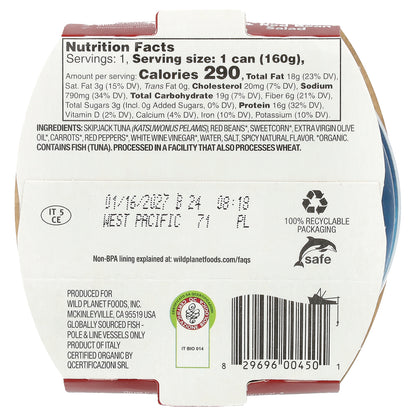 Salad
Nutrition Facts
Servings: 1, Serving size: 1 can (160g),
Amount per serving: Calories 290, Total Fat 18g (23% DV),
Sat. Fat 3g (15% DV), Trans Fat 0g, Cholesterol 20mg (7% DV), Sodium
790mg (34% DV), Total Carbohydrate 19g (7% DV), Fiber 6g (21% DV),
Total Sugars 3g (Incl. 0g Added Sugars, 0% DV), Protein 16g (32% DV),
Vitamin D (2% DV), Calcium (4% DV), Iron (10% DV), Potassium (10% DV).
INGREDIENTS: SKIPJACK TUNA (KATSUWONUS PELAMIS), RED BEANS*, SWEETCORN*, EXTRA VIRGIN OLIVE
OIL*, CARROTS*, RED PEPPERS*, WHITE WINE VINEGAR*, WATER, SALT, SPICY NATURAL FLAVOR. *ORGANIC.
CONTAINS FISH (TUNA). PROCESSED IN A FACILITY THAT ALSO PROCESSES WHEAT.
IT 5
CE
01/16/2027 B 24 08:18
WEST PACIFIC 71 PL
100% RECYCLABLE
PACKAGING
safe
Non-BPA lining explained at: wildplanetfoods.com/faqs
PRODUCED FOR
WILD PLANET FOODS, INC.
MCKINLEYVILLE, CA 95519 USA
GLOBALLY SOURCED FISH -
POLE & LINE VESSELS ONLY
PRODUCT OF ITALY
CERTIFIED ORGANIC BY
QCERTIFICAZIONI SRL
IT BIO 014
8 29696 00450 1